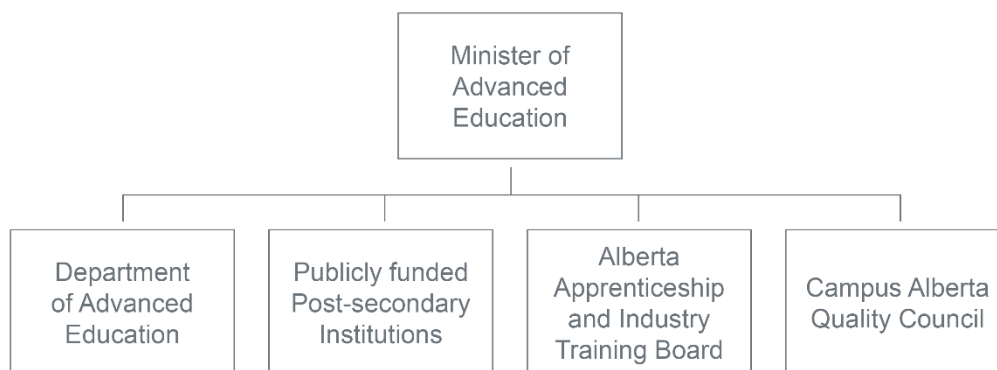 Minister of
Advanced
Education
Department
of Advanced
Education
Publicly funded
Post-secondary
Institutions
Alberta
Apprenticeship
and Industry
Training Board
Campus Alberta
Quality Council